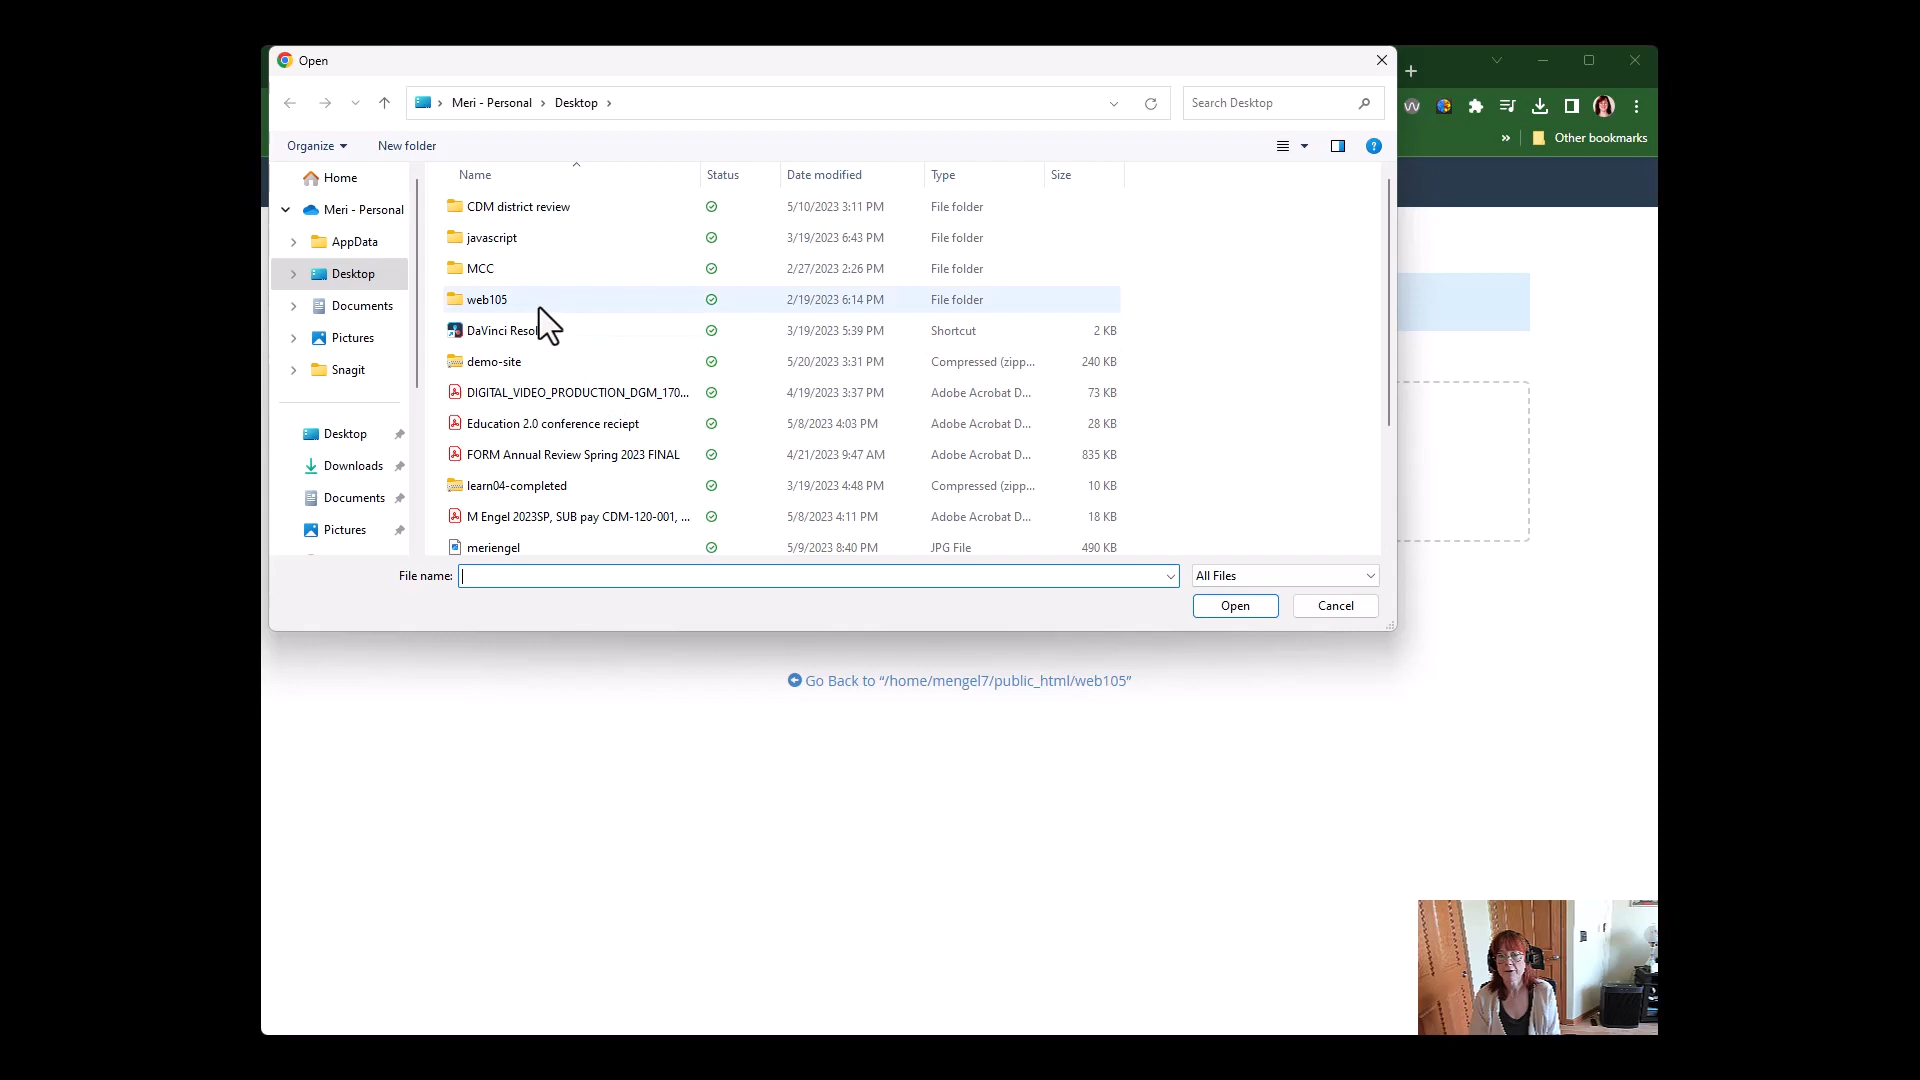 Open
Meri - Personal > Desktop >
Search Desktop
Organize
New folder
Other bookmarks
Home
Meri - Personal
AppData
Desktop
Documents
Pictures
Snagit
Desktop
Downloads
Documents
Pictures
Name Status Date modified Type Size
CDM district review 5/10/2023 3:11 PM File folder
javascript 3/19/2023 6:43 PM File folder
MCC 2/27/2023 2:26 PM File folder
web105 2/19/2023 6:14 PM File folder
DaVinci Resol 3/19/2023 5:39 PM Shortcut 2 KB
demo-site 5/20/2023 3:31 PM Compressed (zipp... 240 KB
DIGITAL_VIDEO_PRODUCTION_DGM_170... 4/19/2023 3:37 PM Adobe Acrobat D... 73 KB
Education 2.0 conference reciept 5/8/2023 4:03 PM Adobe Acrobat D... 28 KB
FORM Annual Review Spring 2023 FINAL 4/21/2023 9:47 AM Adobe Acrobat D... 835 KB
learn04-completed 3/19/2023 4:48 PM Compressed (zipp... 10 KB
M Engel 2023SP, SUB pay CDM-120-001, ... 5/8/2023 4:11 PM Adobe Acrobat D... 18 KB
meriengel 5/9/2023 8:40 PM JPG File 490 KB
File name:
All Files
Open
Cancel
Go Back to “/home/mengel7/public_html/web105”